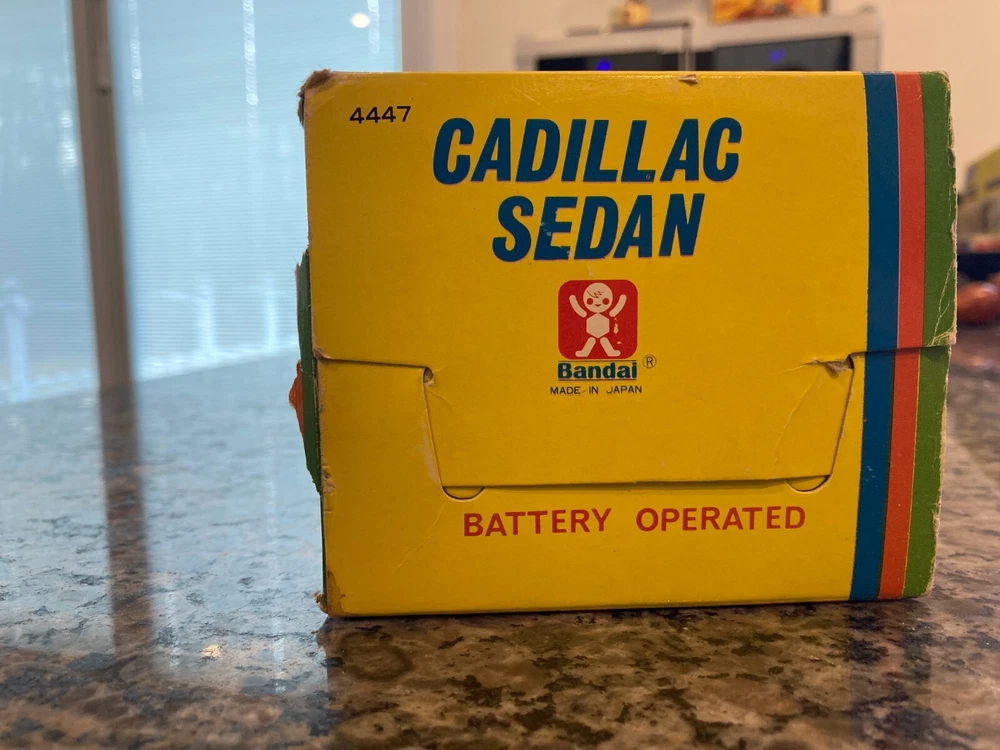 4447
CADILLAC
SEDAN
Bandai ®
MADE IN JAPAN
BATTERY OPERATED